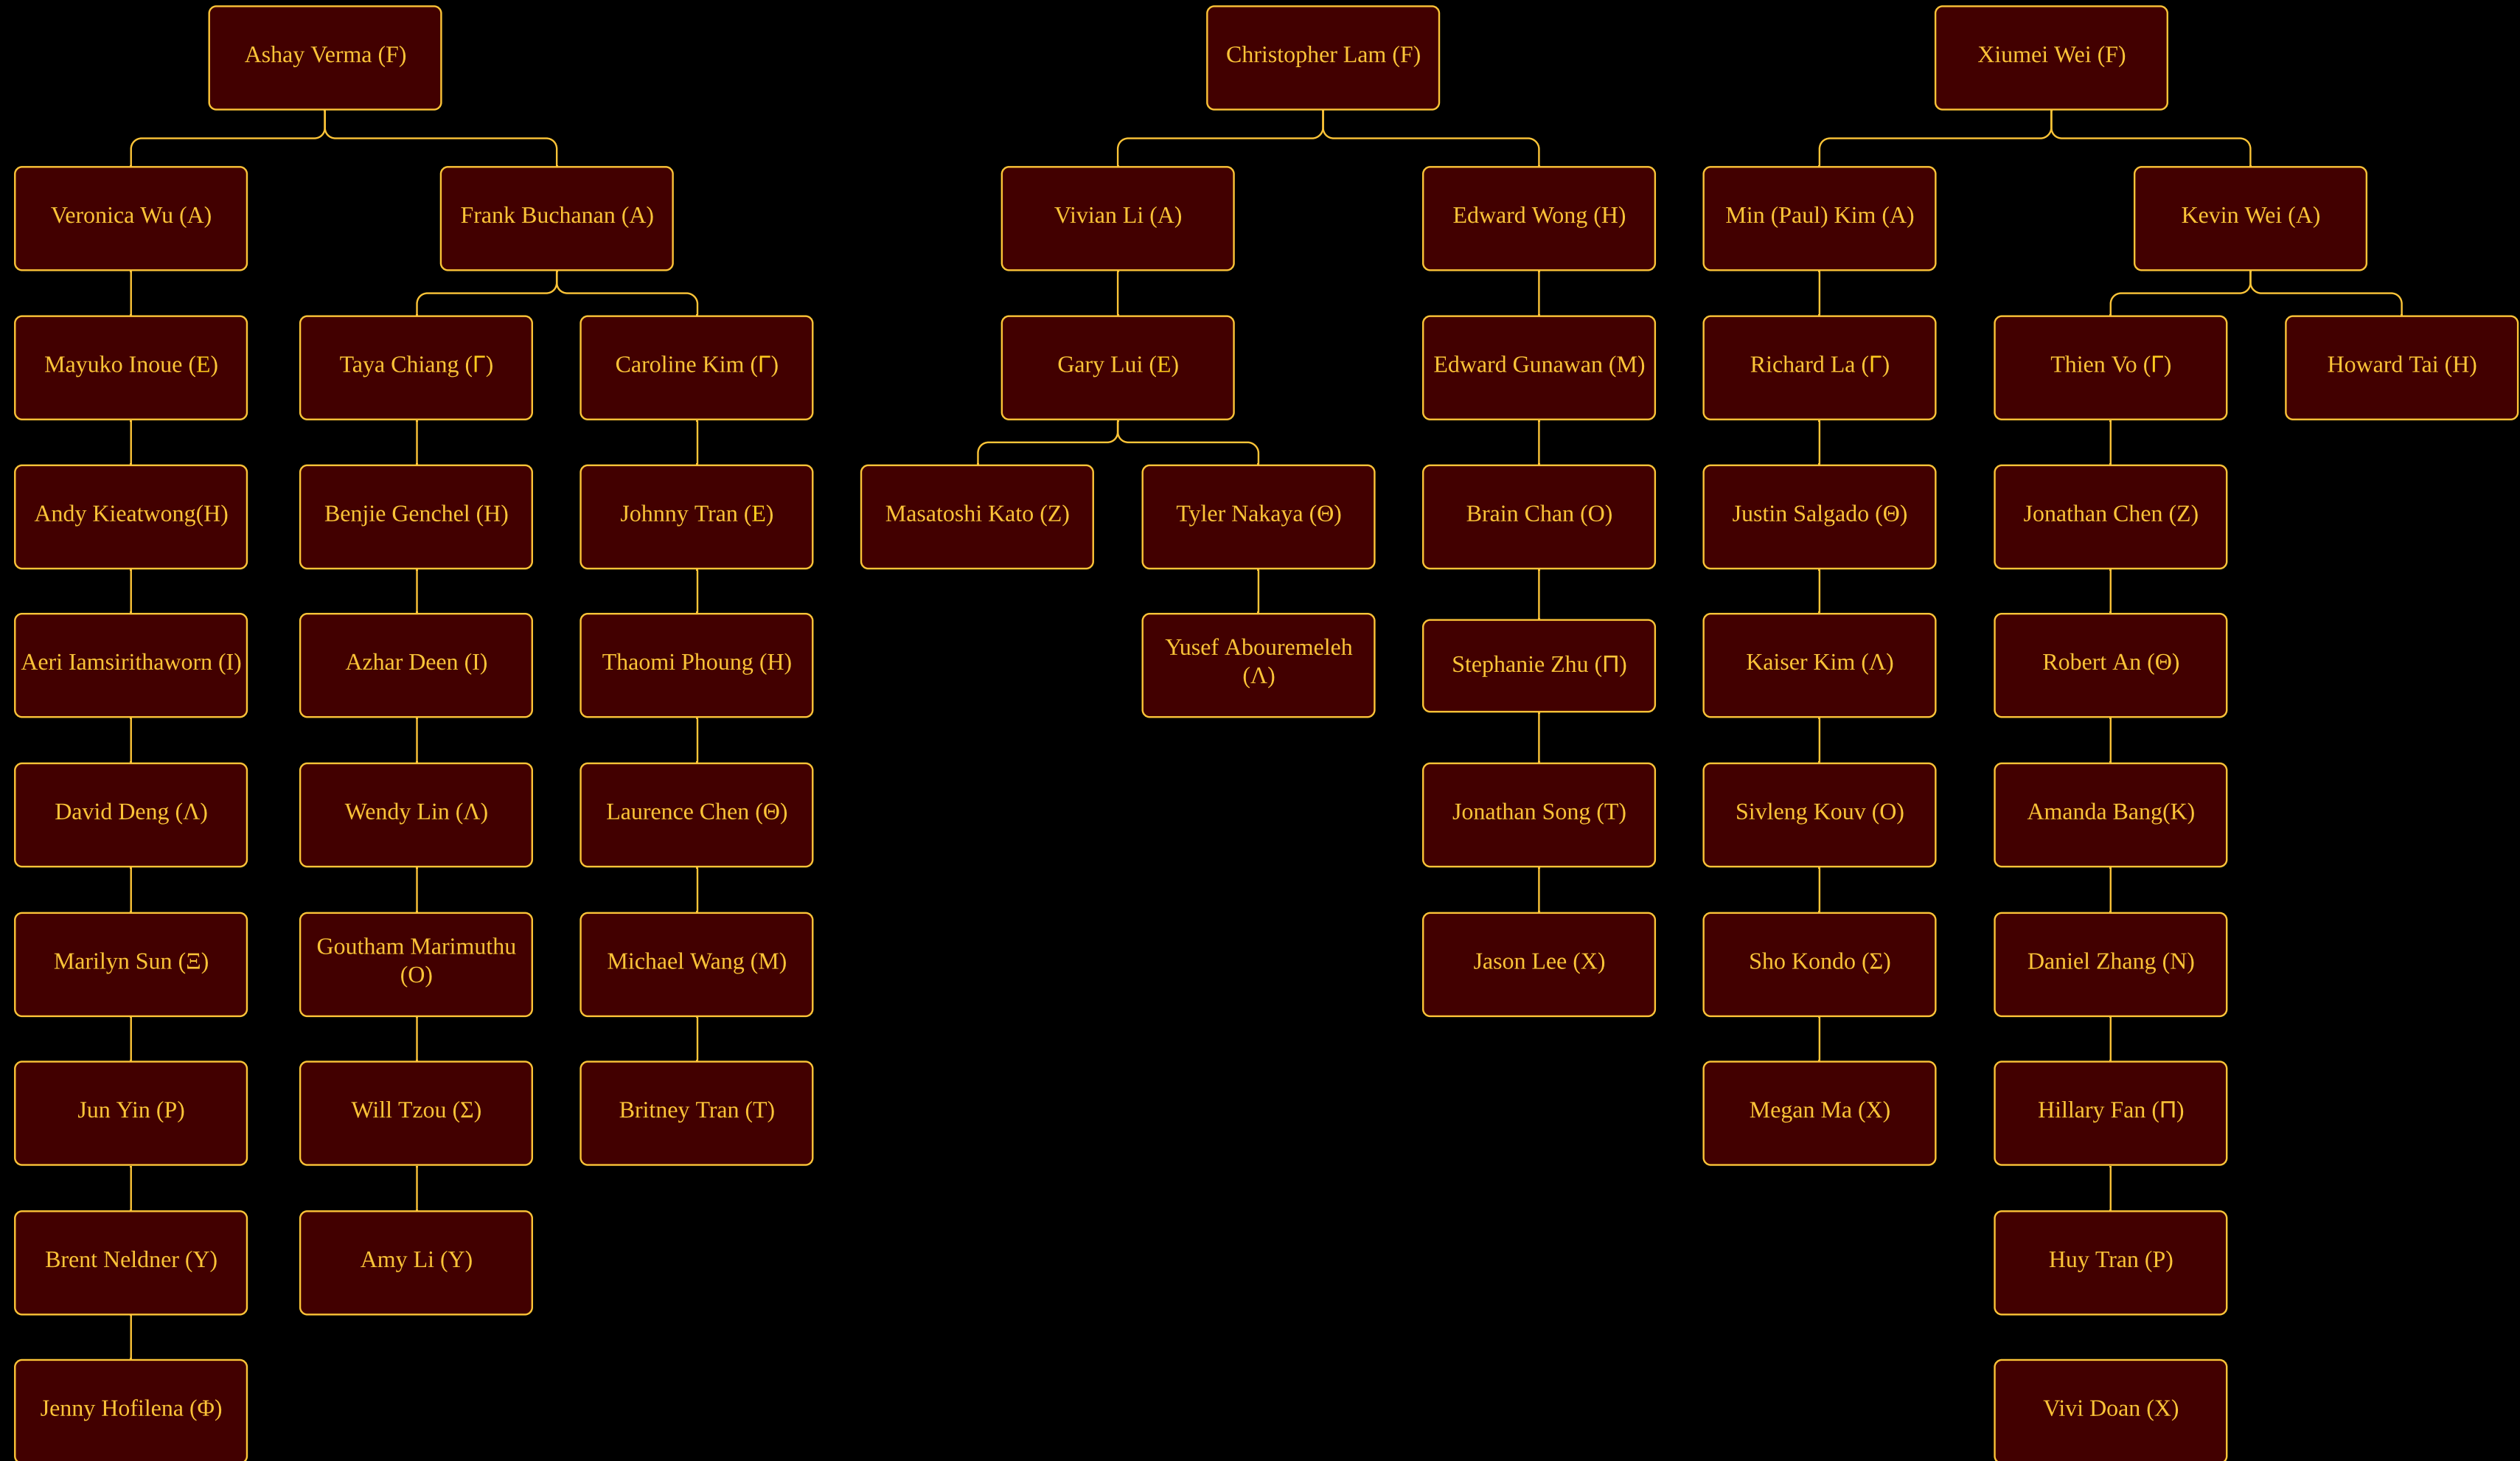 Ashay Verma (F)
Christopher Lam (F)
Xiumei Wei (F)
Veronica Wu (A)
Frank Buchanan (A)
Vivian Li (A)
Edward Wong (H)
Min (Paul) Kim (A)
Kevin Wei (A)
Mayuko Inoue (E)
Taya Chiang (Γ)
Caroline Kim (Γ)
Gary Lui (E)
Edward Gunawan (M)
Richard La (Γ)
Thien Vo (Γ)
Howard Tai (H)
Andy Kieatwong(H)
Benjie Genchel (H)
Johnny Tran (E)
Masatoshi Kato (Z)
Tyler Nakaya (Θ)
Brain Chan (O)
Justin Salgado (Θ)
Jonathan Chen (Z)
Aeri Iamsirithaworn (I)
Azhar Deen (I)
Thaomi Phoung (H)
Yusef Abouremeleh
(Λ)
Stephanie Zhu (Π)
Kaiser Kim (Λ)
Robert An (Θ)
David Deng (Λ)
Wendy Lin (Λ)
Laurence Chen (Θ)
Jonathan Song (T)
Sivleng Kouv (O)
Amanda Bang(K)
Marilyn Sun (Ξ)
Goutham Marimuthu
(O)
Michael Wang (M)
Jason Lee (X)
Sho Kondo (Σ)
Daniel Zhang (N)
Jun Yin (P)
Will Tzou (Σ)
Britney Tran (T)
Megan Ma (X)
Hillary Fan (Π)
Brent Neldner (Y)
Amy Li (Y)
Huy Tran (P)
Jenny Hofilena (Φ)
Vivi Doan (X)